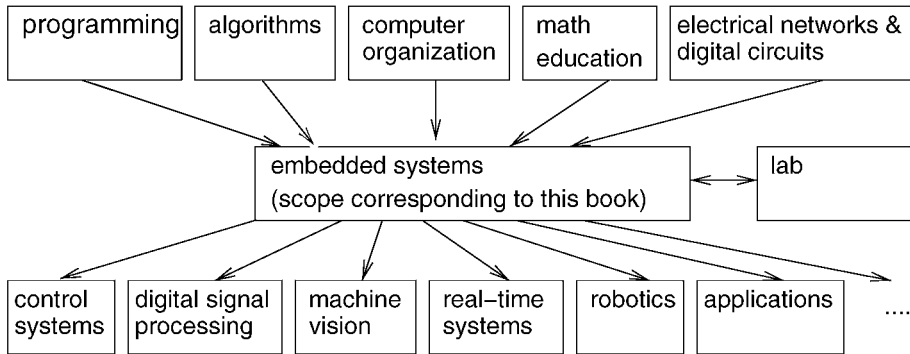 programming
algorithms
computer
organization
math
education
electrical networks &
digital circuits
embedded systems
(scope corresponding to this book)
lab
control
systems
digital signal
processing
machine
vision
real−time
systems
robotics
applications
....